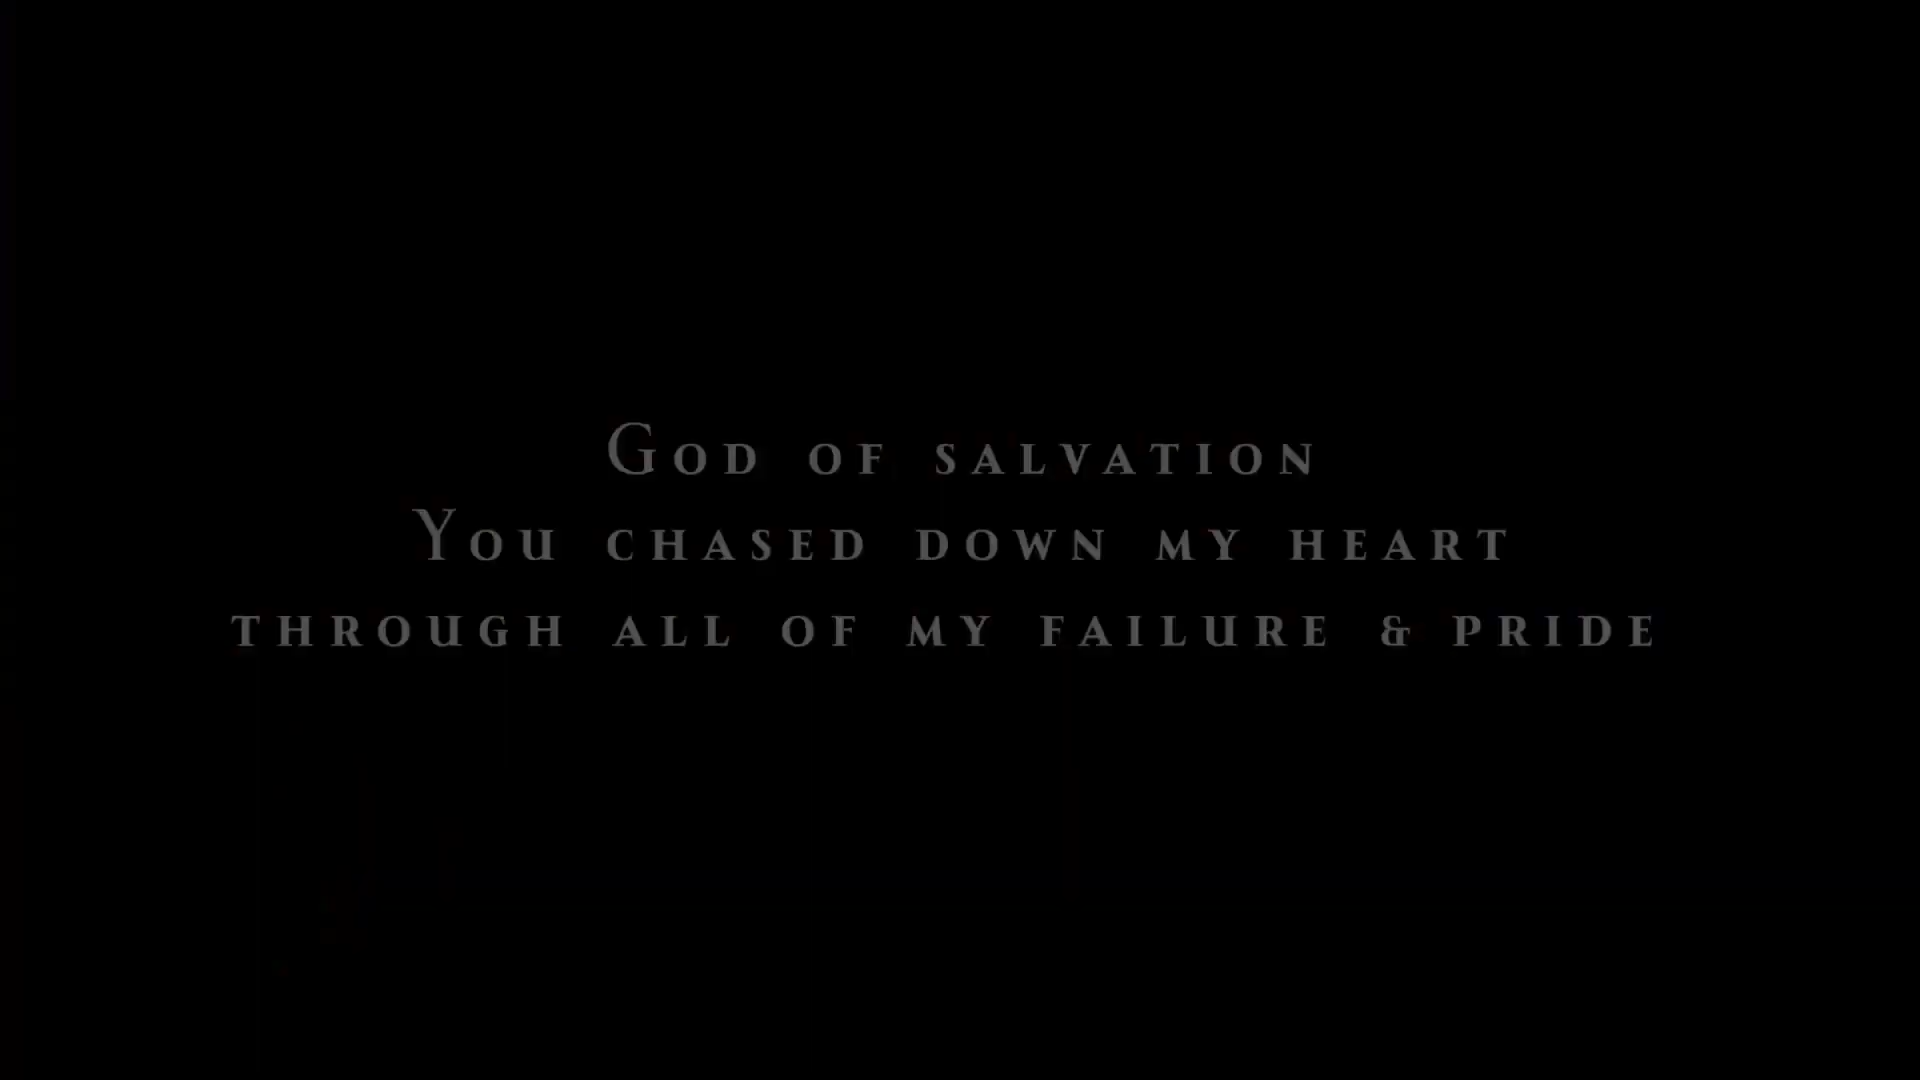 God of salvation
You chased down my heart
through all of my failure & pride